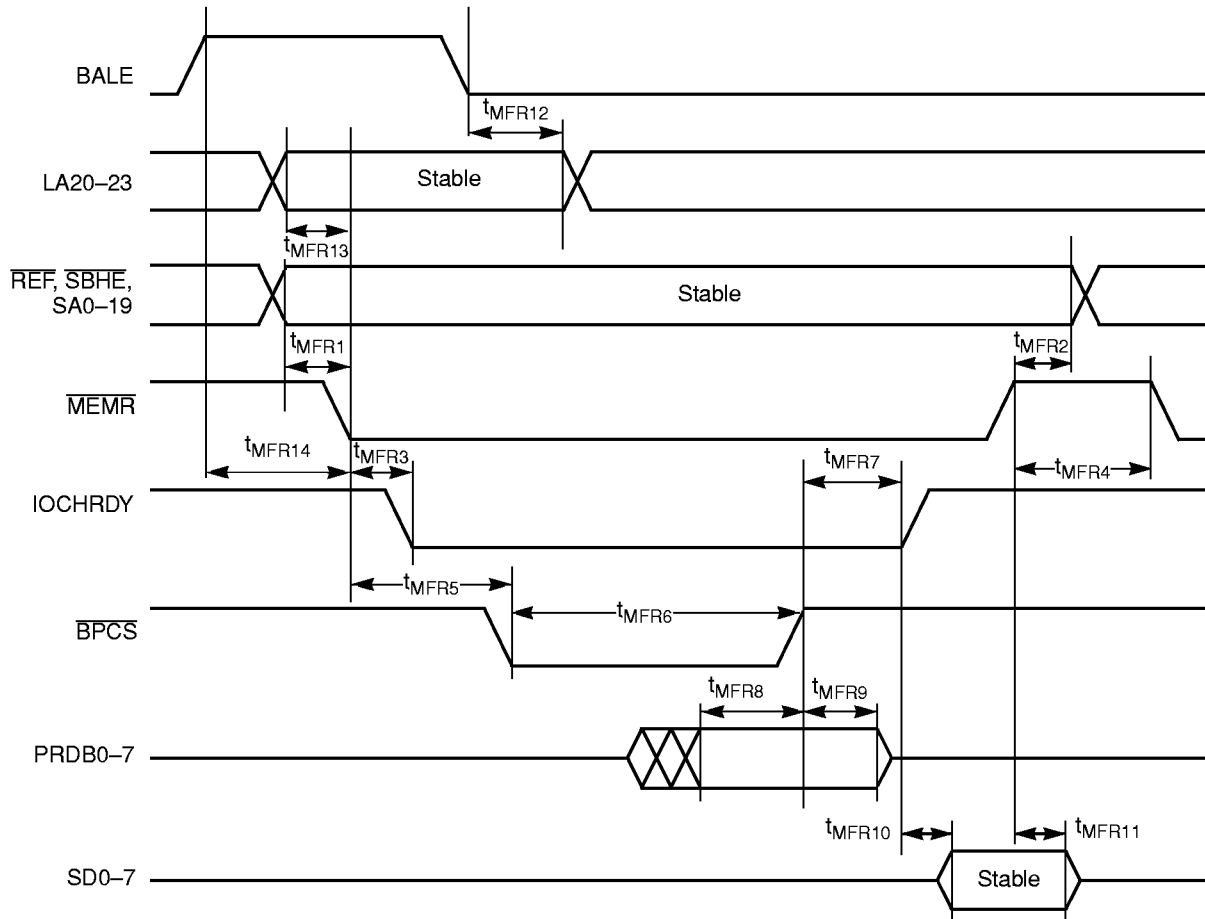 BALE
tMFR12
LA20–23
Stable
tMFR13
REF, SBHE,
SA0–19
Stable
tMFR1
tMFR2
MEMR
tMFR14
tMFR3
tMFR7
tMFR4
IOCHRDY
tMFR5
tMFR6
BPCS
tMFR8
tMFR9
PRDB0–7
tMFR10
tMFR11
SD0–7
Stable